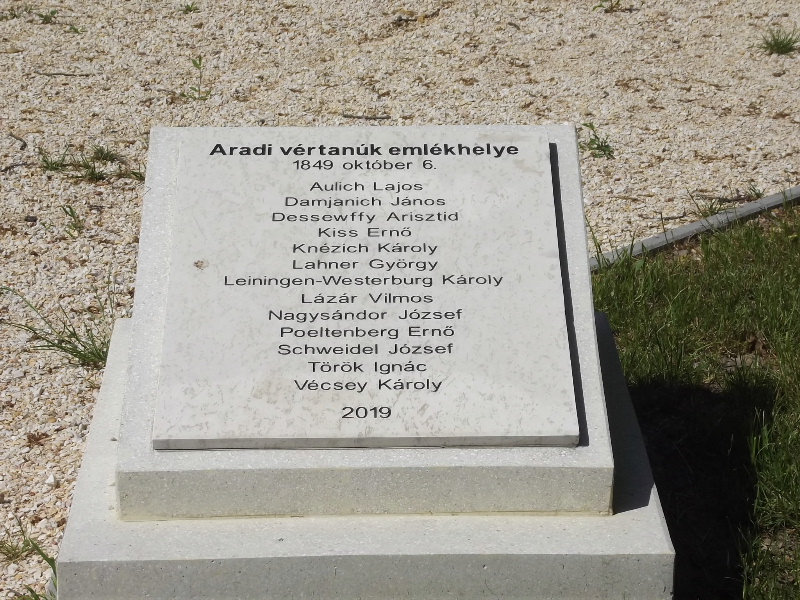 Aradi vértanúk emlékhelye
1849 október 6.
Aulich Lajos
Damjanich János
Dessewffy Arisztid
Kiss Ernő
Knézich Károly
Lahner György
Leiningen-Westerburg Károly
Lázár Vilmos
Nagysándor József
Poeltenberg Ernő
Schweidel József
Török Ignác
Vécsey Károly
2019